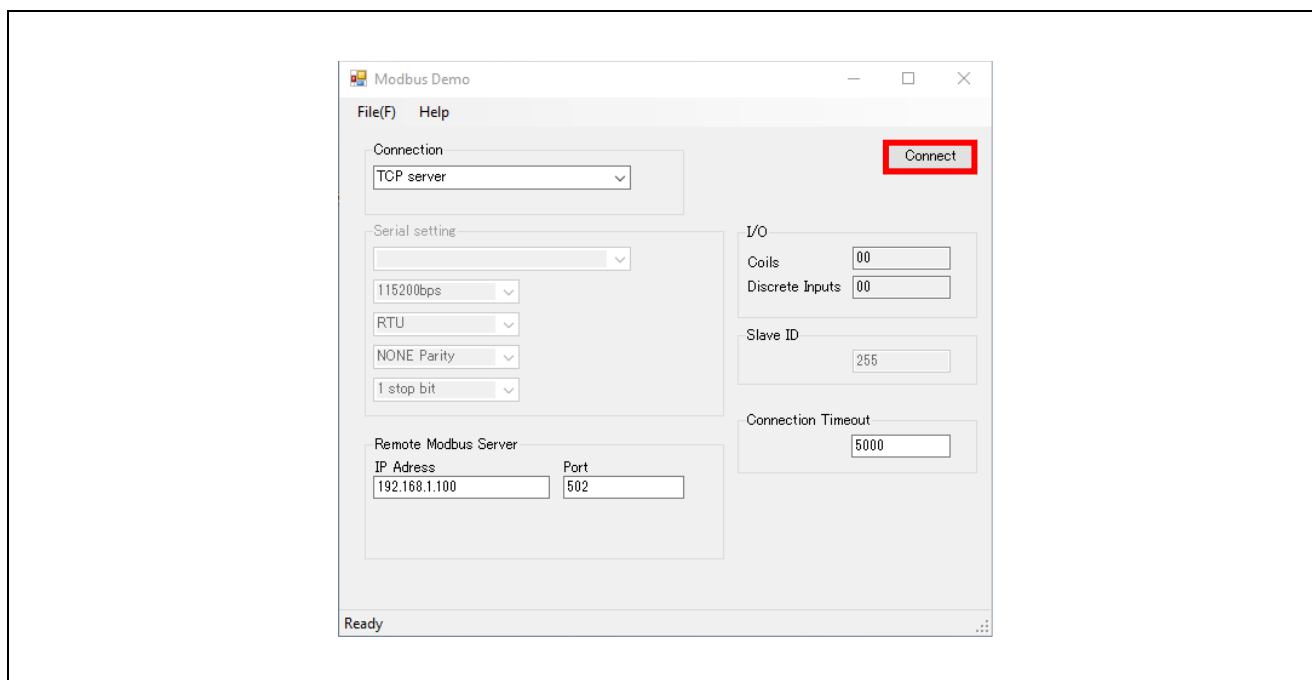 Modbus Demo
File(F) Help
Connection
TCP server
Connect
Serial setting
115200bps
RTU
NONE Parity
1 stop bit
I/O
Coils 00
Discrete Inputs 00
Slave ID
255
Connection Timeout
5000
Remote Modbus Server
IP Adress Port
192.168.1.100 502
Ready